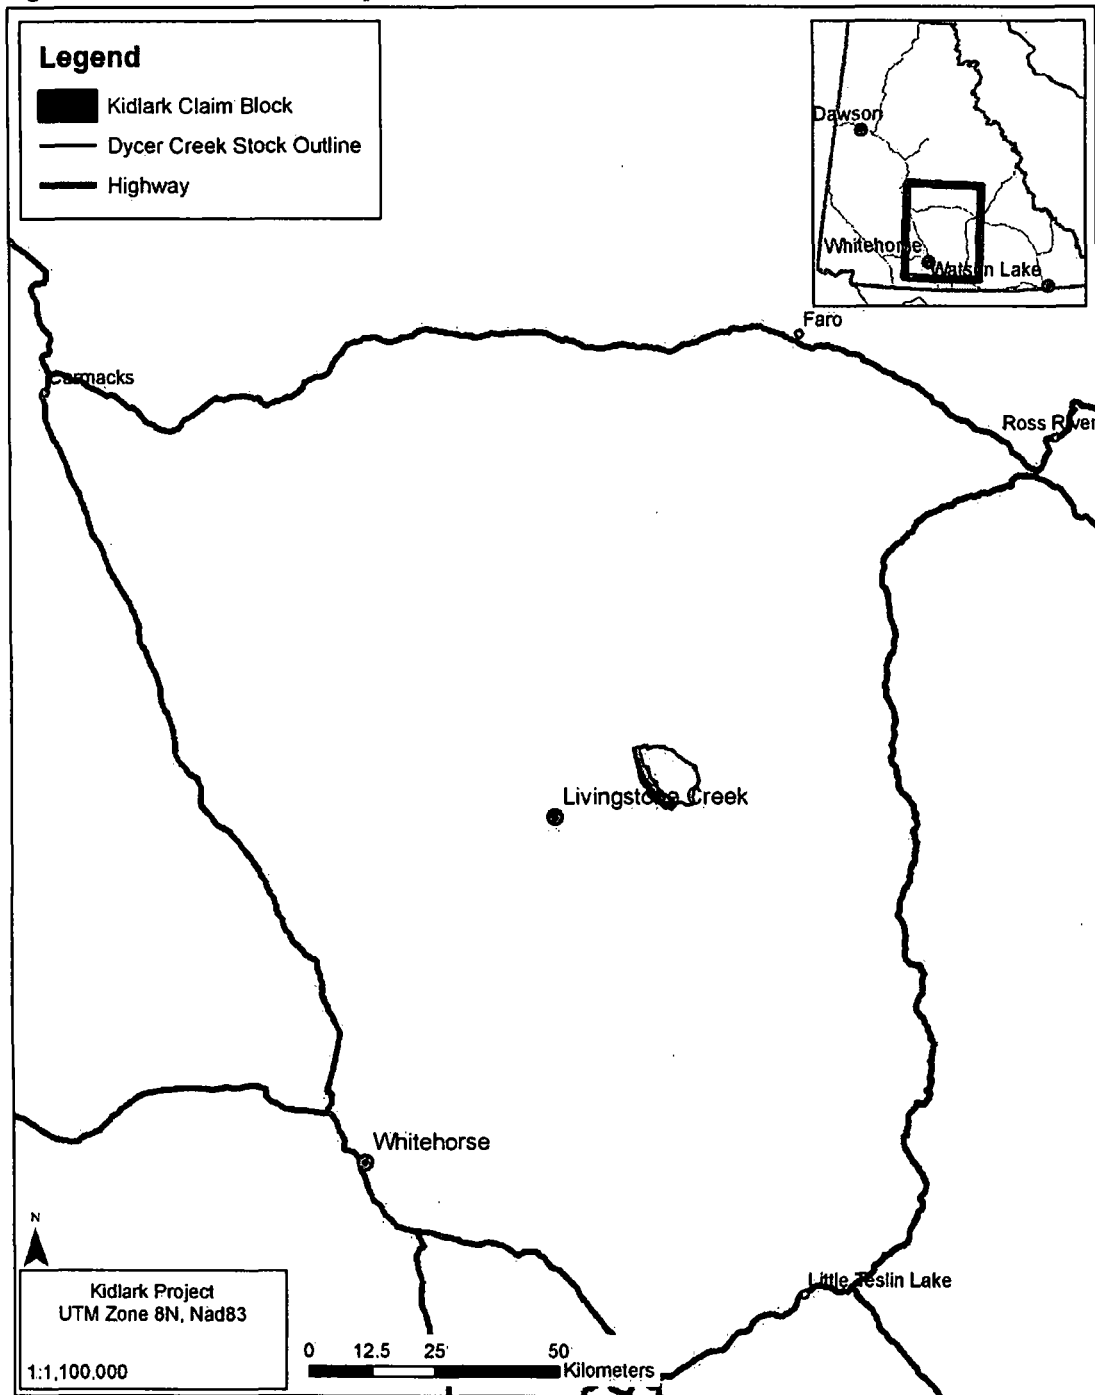 Legend
Kidlark Claim Block
Dycer Creek Stock Outline
Highway
Dawson
Whitehorse
Watson Lake
Faro
Carmacks
Ross River
Livingstone Creek
Whitehorse
N
Little Teslin Lake
Kidlark Project
UTM Zone 8N, Nad83
1:1,100,000
0 12.5 25 50
Kilometers